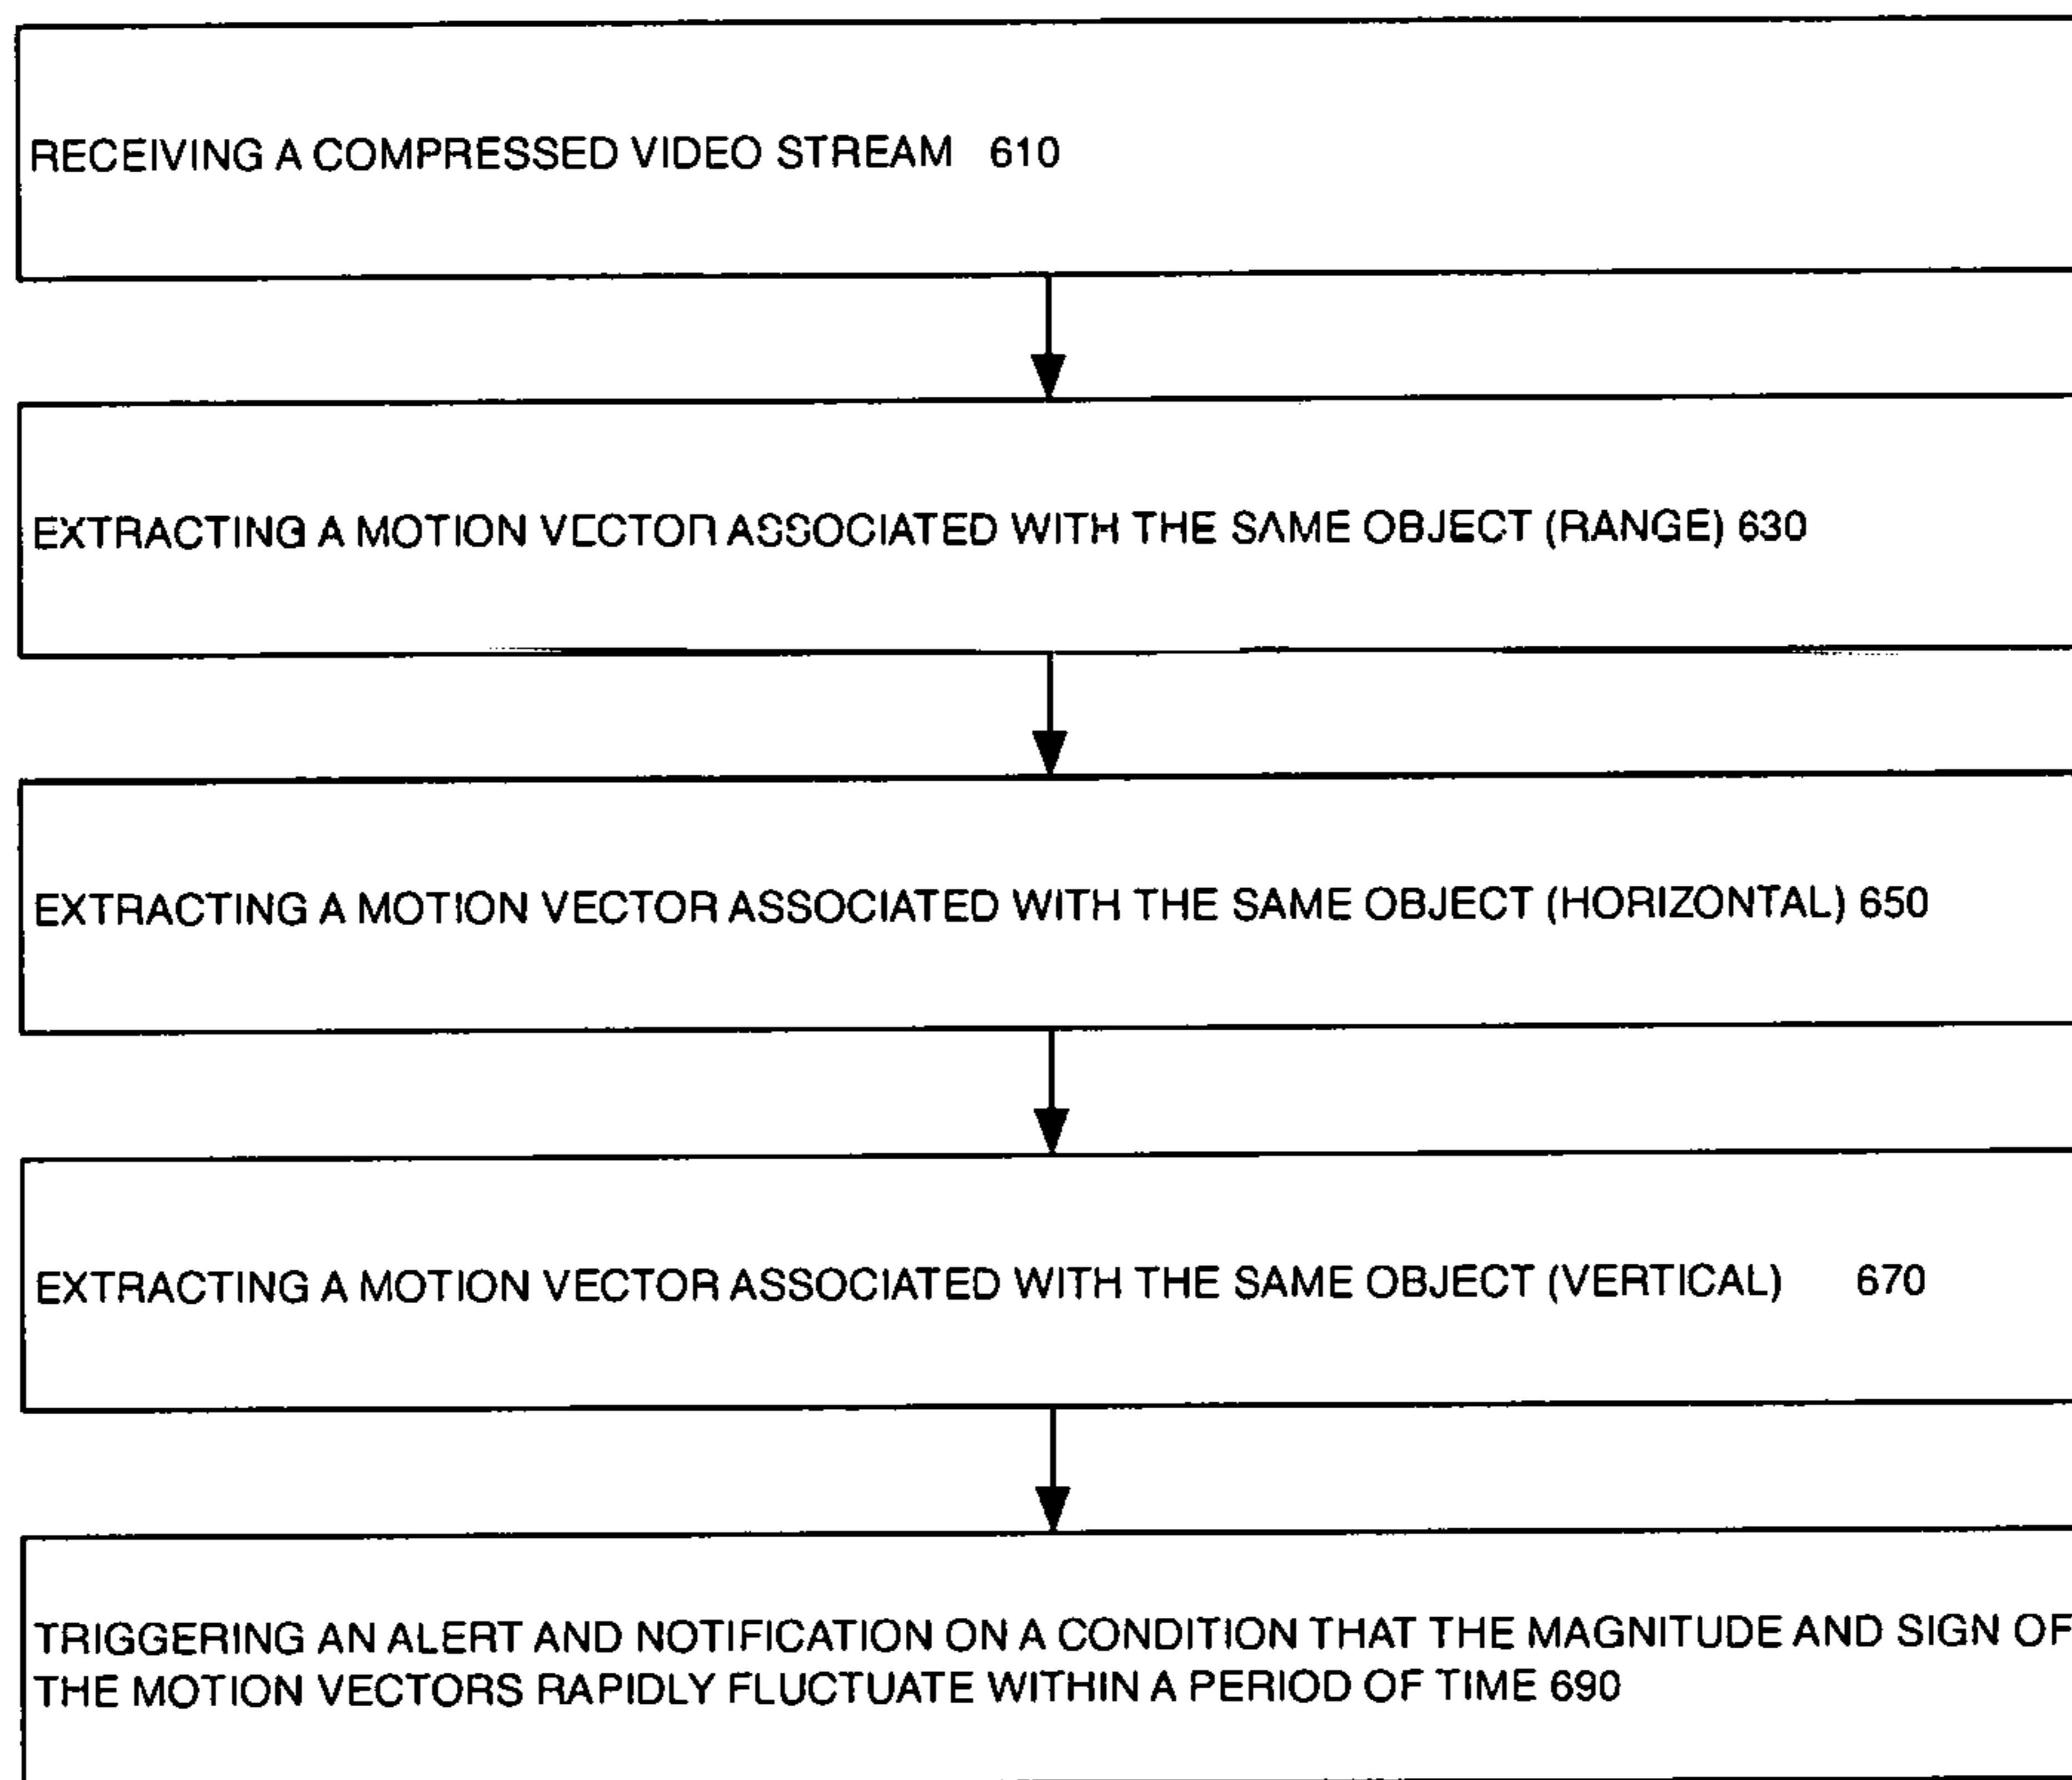 RECEIVING A COMPRESSED VIDEO STREAM 610
EXTRACTING A MOTION VECTOR ASSOCIATED WITH THE SAME OBJECT (RANGE) 630
EXTRACTING A MOTION VECTOR ASSOCIATED WITH THE SAME OBJECT (HORIZONTAL) 650
EXTRACTING A MOTION VECTOR ASSOCIATED WITH THE SAME OBJECT (VERTICAL) 670
TRIGGERING AN ALERT AND NOTIFICATION ON A CONDITION THAT THE MAGNITUDE AND SIGN OF
THE MOTION VECTORS RAPIDLY FLUCTUATE WITHIN A PERIOD OF TIME 690